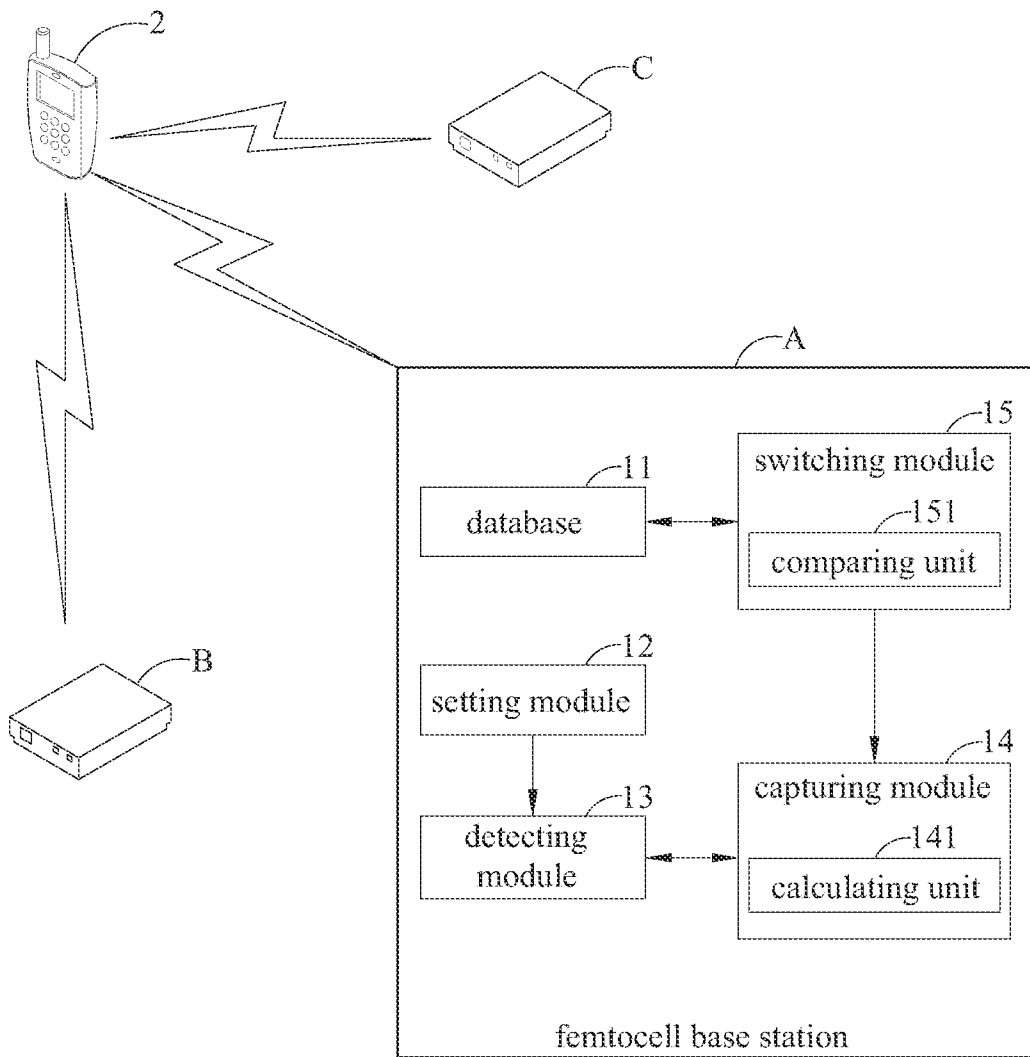 2
C
A
15
switching module
11
database
151
comparing unit
B
12
setting module
14
capturing module
13
detecting
module
141
calculating unit
femtocell base station